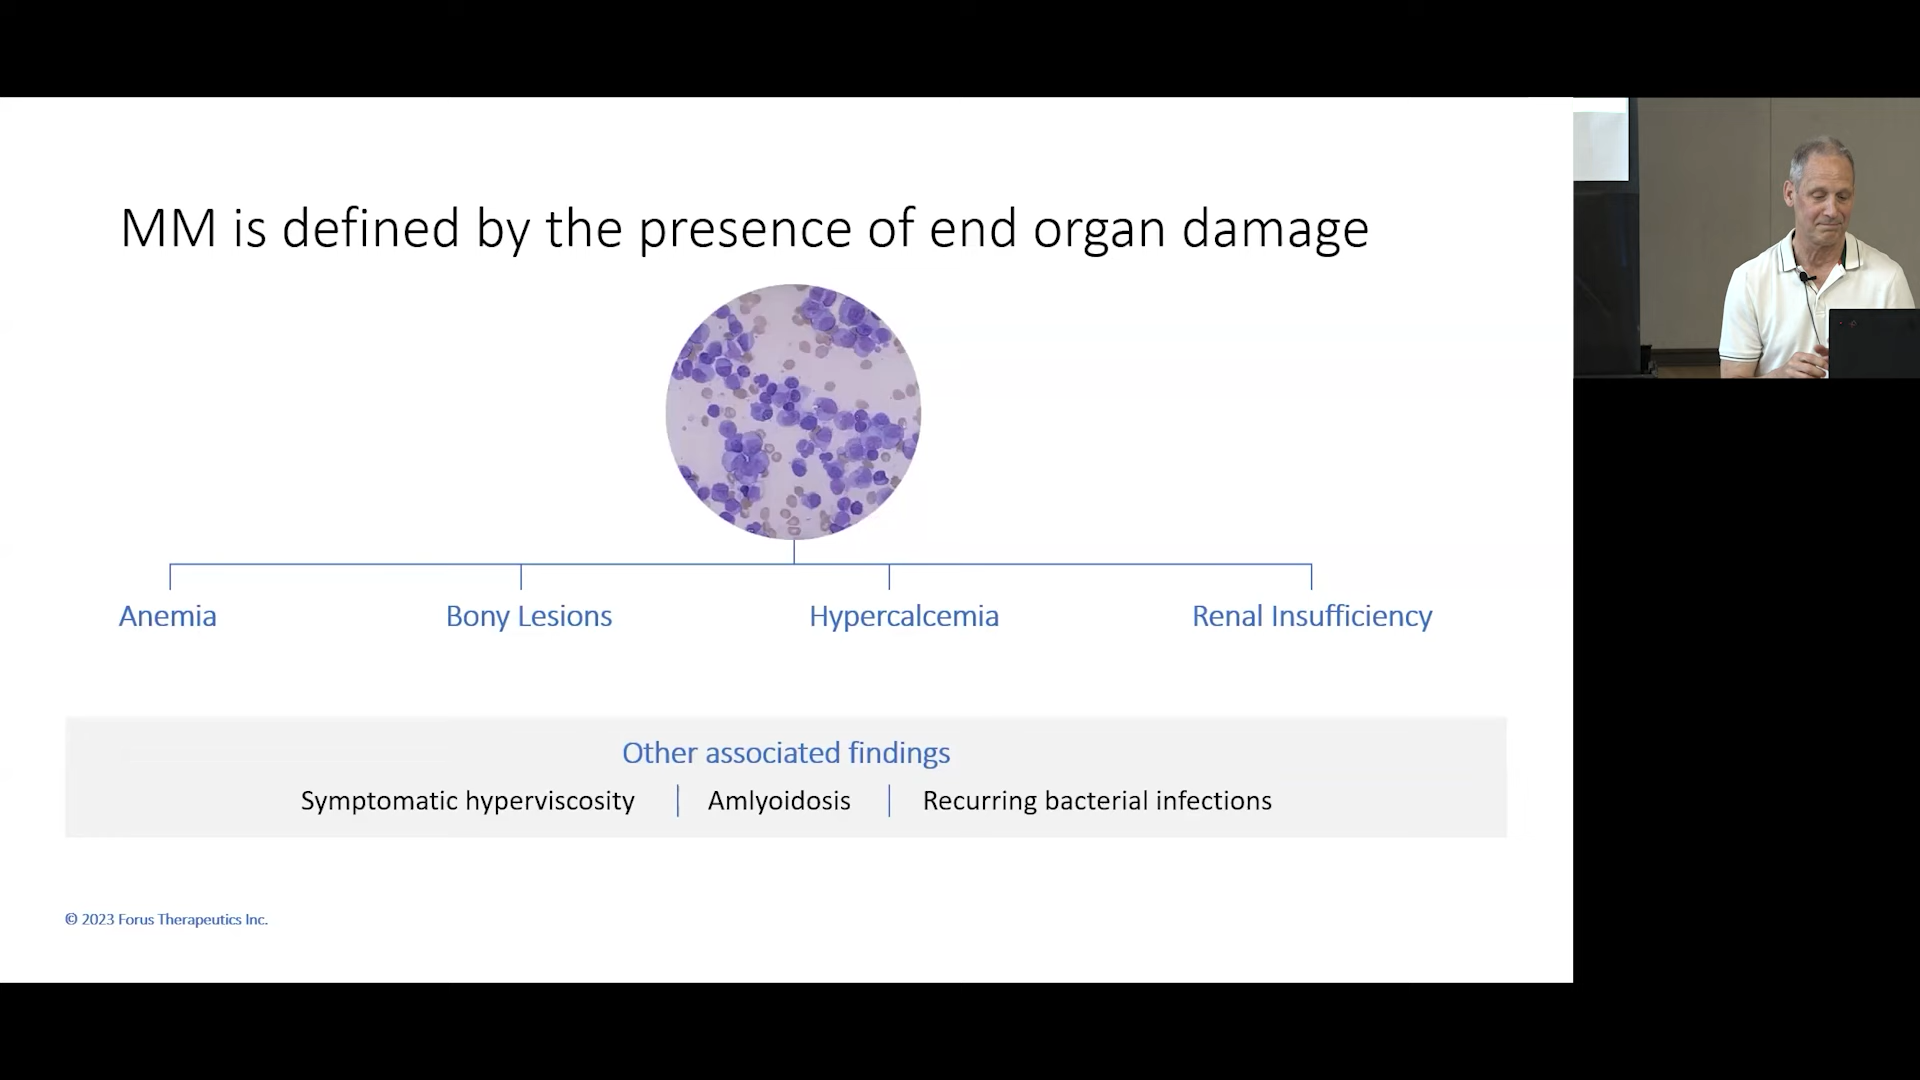 MM is defined by the presence of end organ damage
Anemia
Bony Lesions
Hypercalcemia
Renal Insufficiency
Other associated findings
Symptomatic hyperviscosity
Amlyoidosis
Recurring bacterial infections
© 2023 Forus Therapeutics Inc.